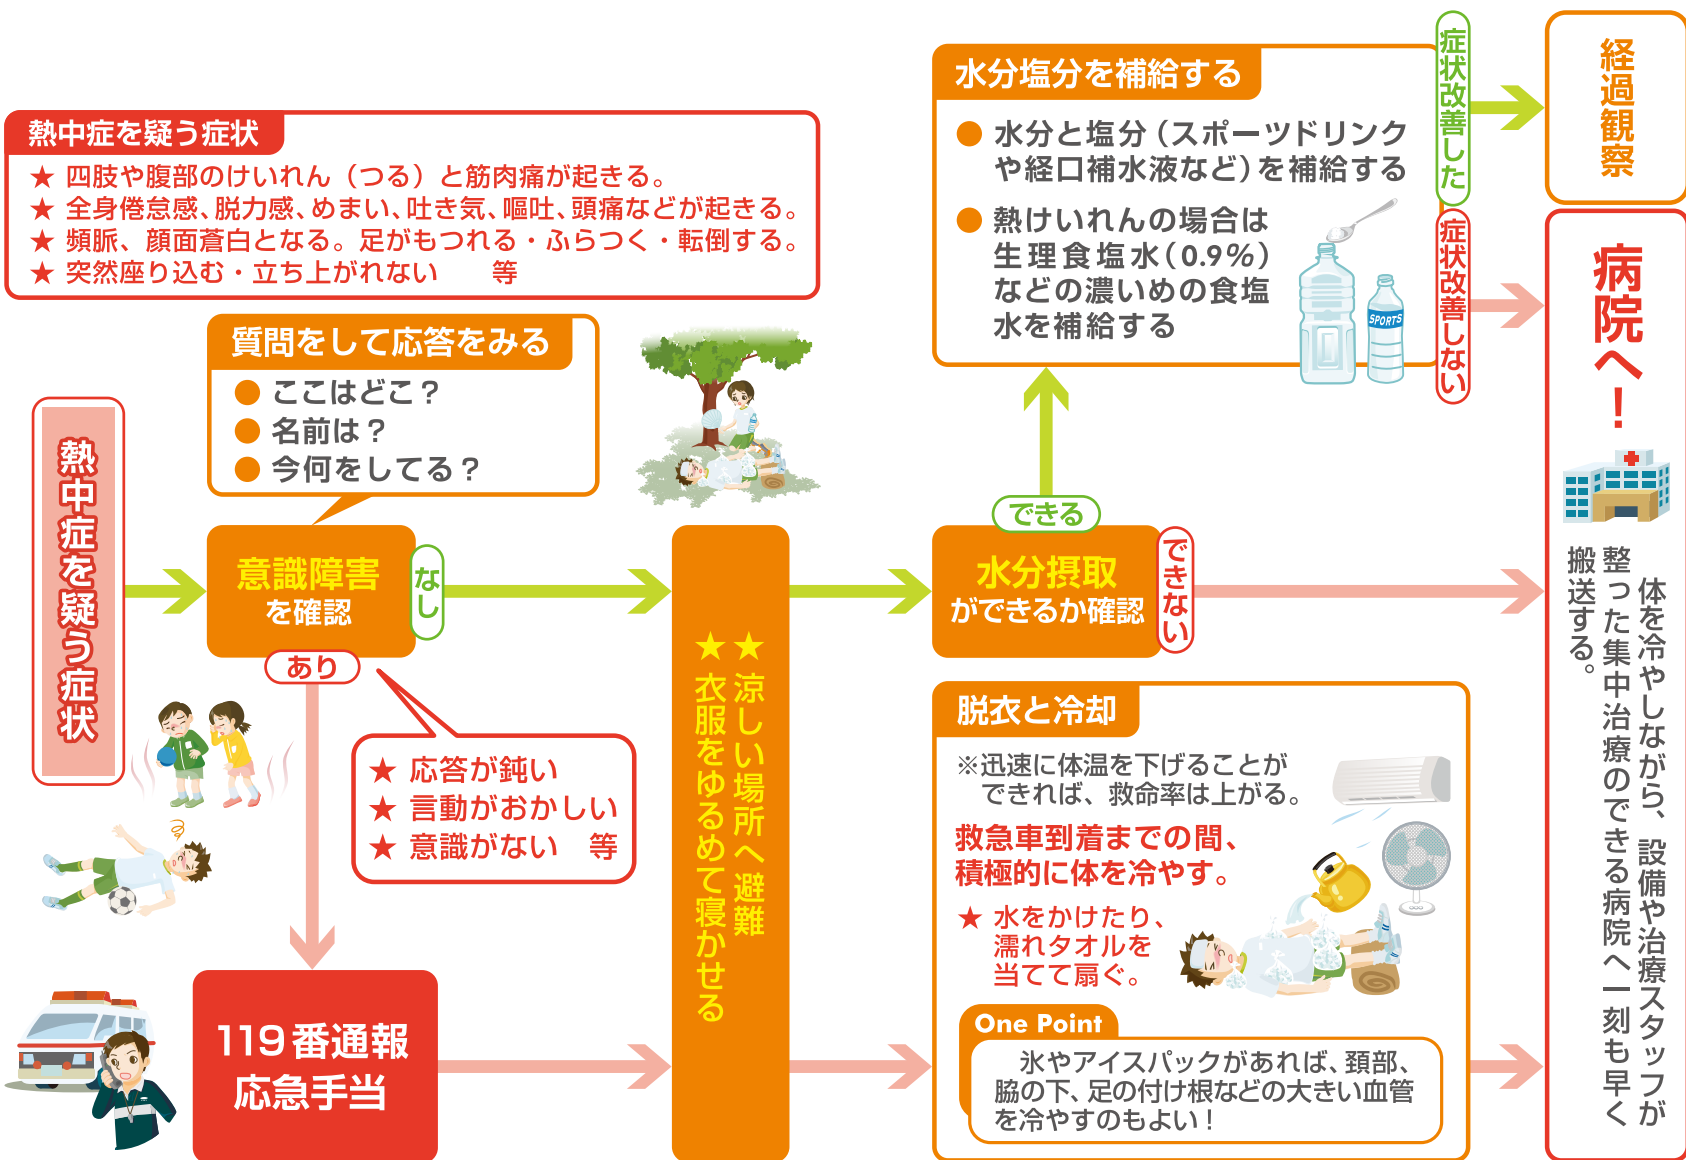 熱中症を疑う症状
★ 四肢や腹部のけいれん（つる）と筋肉痛が起きる。
★ 全身倦怠感、脱力感、めまい、吐き気、嘔吐、頭痛などが起きる。
★ 頻脈、顔面蒼白となる。足がもつれる・ふらつく・転倒する。
★ 突然座り込む・立ち上がれない　等
熱中症を疑う症状
質問をして応答をみる
● ここはどこ？
● 名前は？
● 今何をしてる？
意識障害
を確認
なし
あり
★ 応答が鈍い
★ 言動がおかしい
★ 意識がない　等
119番通報
応急手当
★涼しい場所へ避難
★衣服をゆるめて寝かせる
水分摂取
ができるか確認
できる
できない
水分塩分を補給する
● 水分と塩分（スポーツドリンク
や経口補水液など）を補給する
● 熱けいれんの場合は
生理食塩水（0.9％）
などの濃いめの食塩
水を補給する
SPORTS
症状改善した
症状改善しない
脱衣と冷却
※迅速に体温を下げることが
できれば、救命率は上がる。
救急車到着までの間、
積極的に体を冷やす。
★ 水をかけたり、
濡れタオルを
当てて扇ぐ。
One Point
氷やアイスパックがあれば、頚部、
脇の下、足の付け根などの大きい血管
を冷やすのもよい！
経過観察
病院へ！
体を冷やしながら、設備や治療スタッフが
整った集中治療のできる病院へ一刻も早く
搬送する。